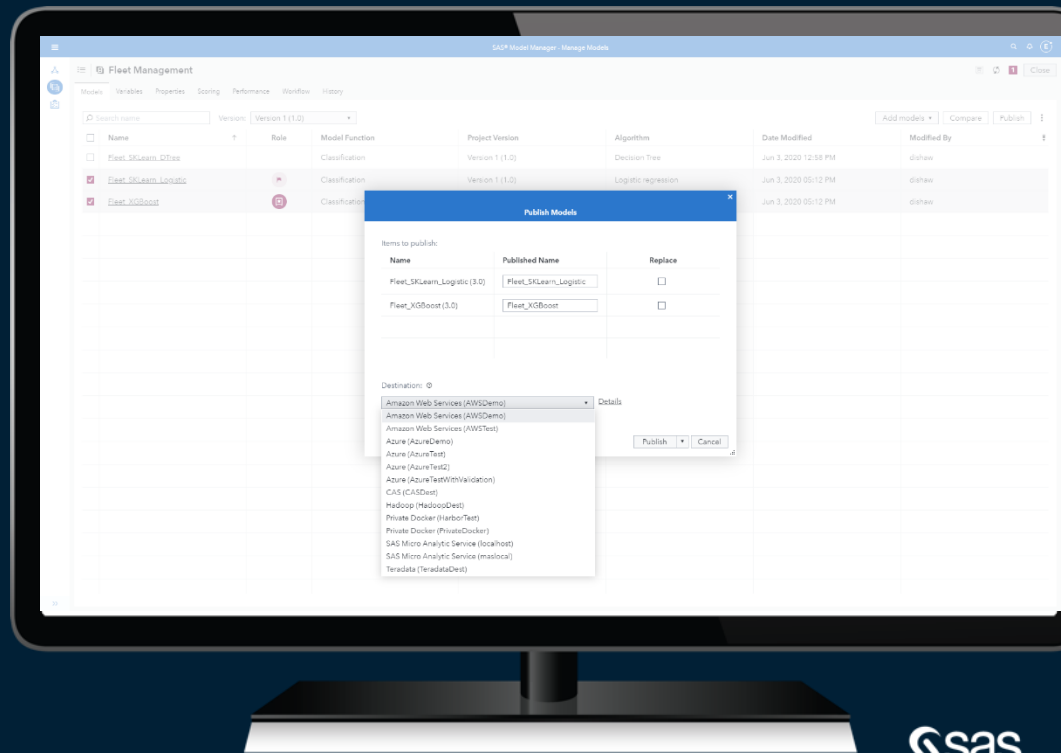 SAS® Model Manager - Manage Models
Fleet Management
1
Close
Models Variables Properties Scoring Performance Workflow History
Search name
Version: Version 1 (1.0)
Add models Compare Publish
Name Role Model Function Project Version Algorithm Date Modified Modified By
Fleet_SKLearn_DTree Classification Version 1 (1.0) Decision Tree Jun 3, 2020 12:58 PM dishaw
Fleet_SKLearn_Logistic Classification Version 1 (1.0) Logistic regression Jun 3, 2020 05:12 PM dishaw
Fleet_XGBoost Classification Jun 3, 2020 05:12 PM dishaw
Publish Models
Items to publish:
Name Published Name Replace
Fleet_SKLearn_Logistic (3.0) Fleet_SKLearn_Logistic
Fleet_XGBoost (3.0) Fleet_XGBoost
Destination:
Amazon Web Services (AWSDemo) Details
Amazon Web Services (AWSDemo)
Amazon Web Services (AWSTest)
Azure (AzureDemo)
Azure (AzureTest)
Azure (AzureTest2)
Azure (AzureTestWithValidation)
CAS (CASDest)
Hadoop (HadoopDest)
Private Docker (HarborTest)
Private Docker (PrivateDocker)
SAS Micro Analytic Service (localhost)
SAS Micro Analytic Service (maslocal)
Teradata (TeradataDest)
Publish Cancel
sas